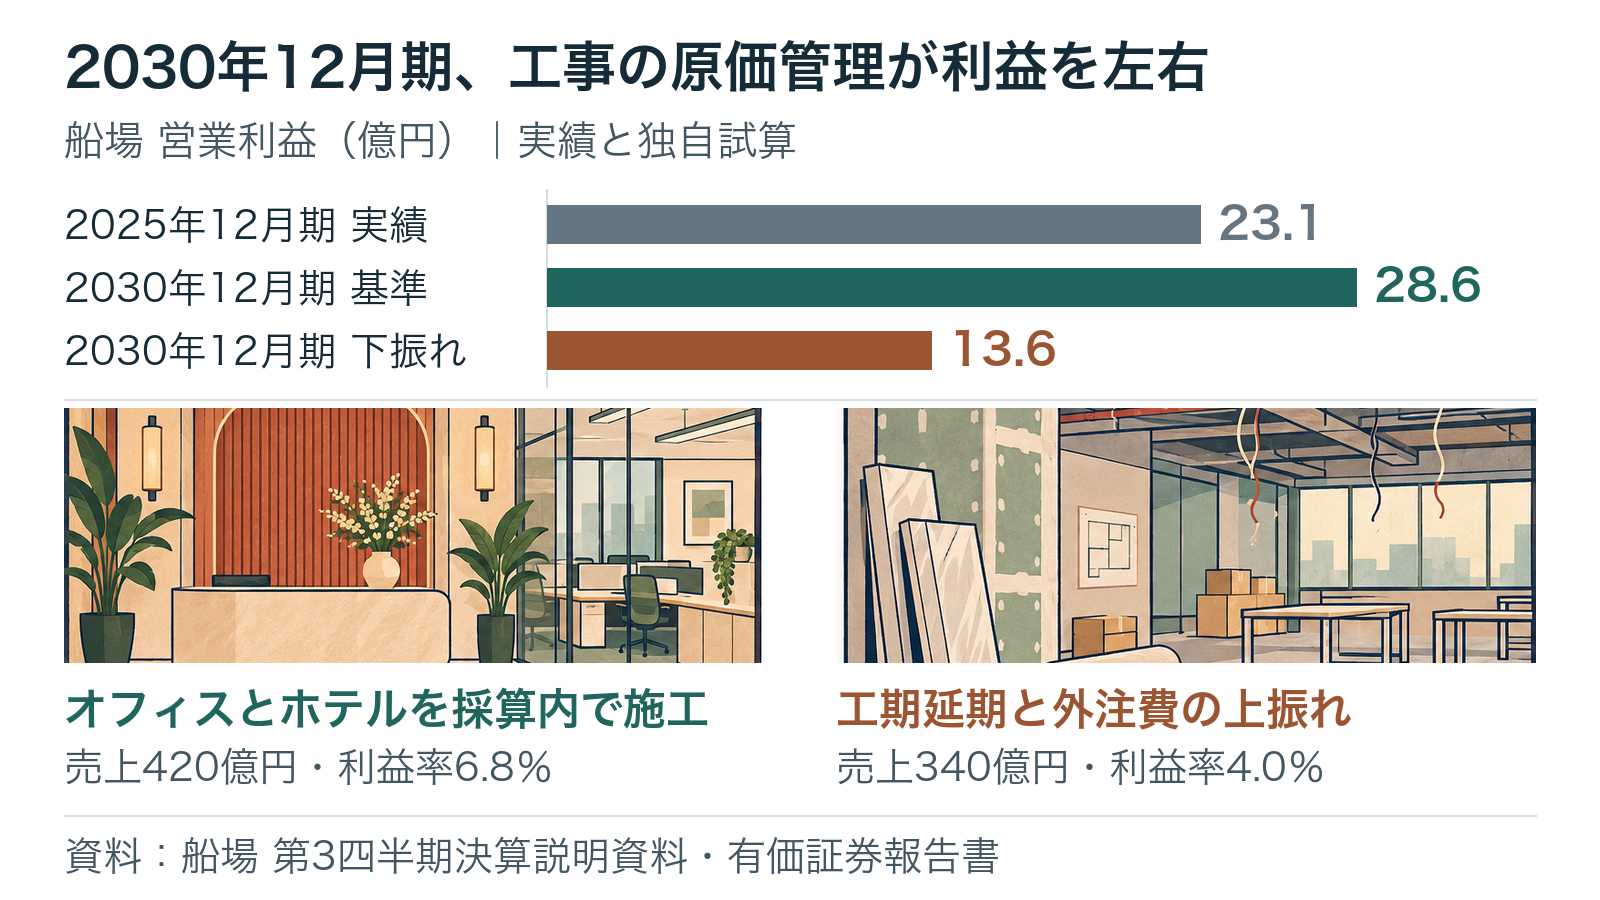 2030年12月期、工事の原価管理が利益を左右
船場 営業利益（億円）｜実績と独自試算
2025年12月期 実績 23.1
2030年12月期 基準 28.6
2030年12月期 下振れ 13.6
オフィスとホテルを採算内で施工
売上420億円・利益率6.8%
工期延期と外注費の上振れ
売上340億円・利益率4.0%
資料：船場 第3四半期決算説明資料・有価証券報告書